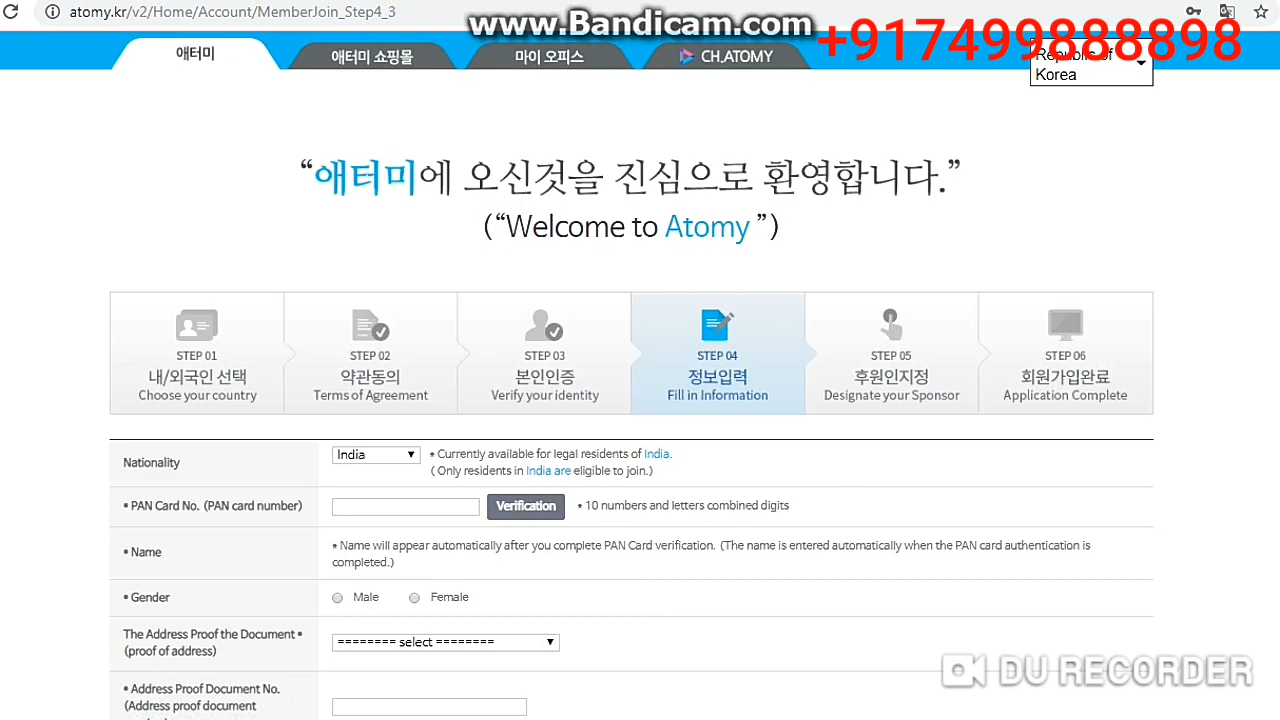 atomy.kr/v2/Home/Account/MemberJoin_Step4_3
www.Bandicam.com
+917499888898
애터미
애터미 쇼핑몰
마이 오피스
CH.ATOMY
Republic of
Korea
“애터미에 오신것을 진심으로 환영합니다.”
(“Welcome to Atomy ”)
STEP 01
내/외국인 선택
Choose your country
STEP 02
약관동의
Terms of Agreement
STEP 03
본인인증
Verify your identity
STEP 04
정보입력
Fill in Information
STEP 05
후원인지정
Designate your Sponsor
STEP 06
회원가입완료
Application Complete
Nationality
India
* Currently available for legal residents of India.
( Only residents in India are eligible to join.)
• PAN Card No. (PAN card number)
Verification
* 10 numbers and letters combined digits
• Name
* Name will appear automatically after you complete PAN Card verification. (The name is entered automatically when the PAN card authentication is
completed.)
• Gender
Male
Female
The Address Proof the Document •
(proof of address)
======== select ========
• Address Proof Document No.
(Address proof document
DU RECORDER